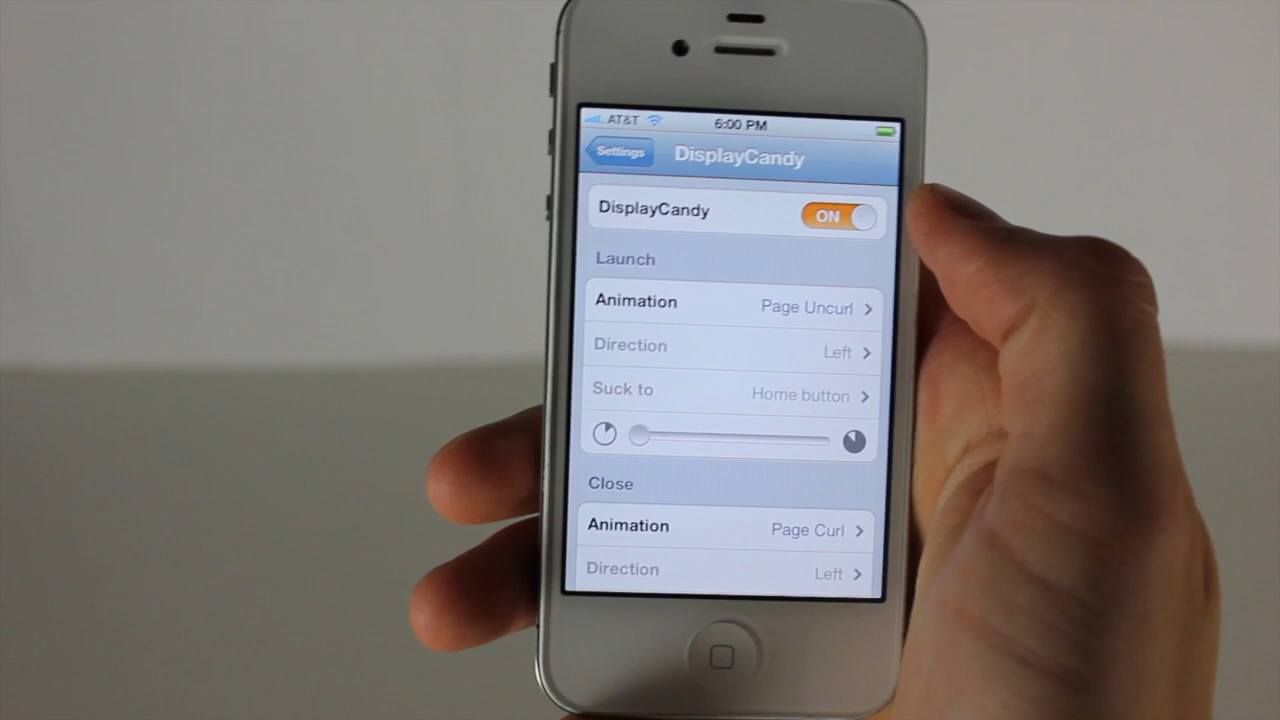 AT&T 6:00 PM
Settings DisplayCandy
DisplayCandy ON
Launch
Animation Page Uncurl
Direction Left
Suck to Home button
Close
Animation Page Curl
Direction Left